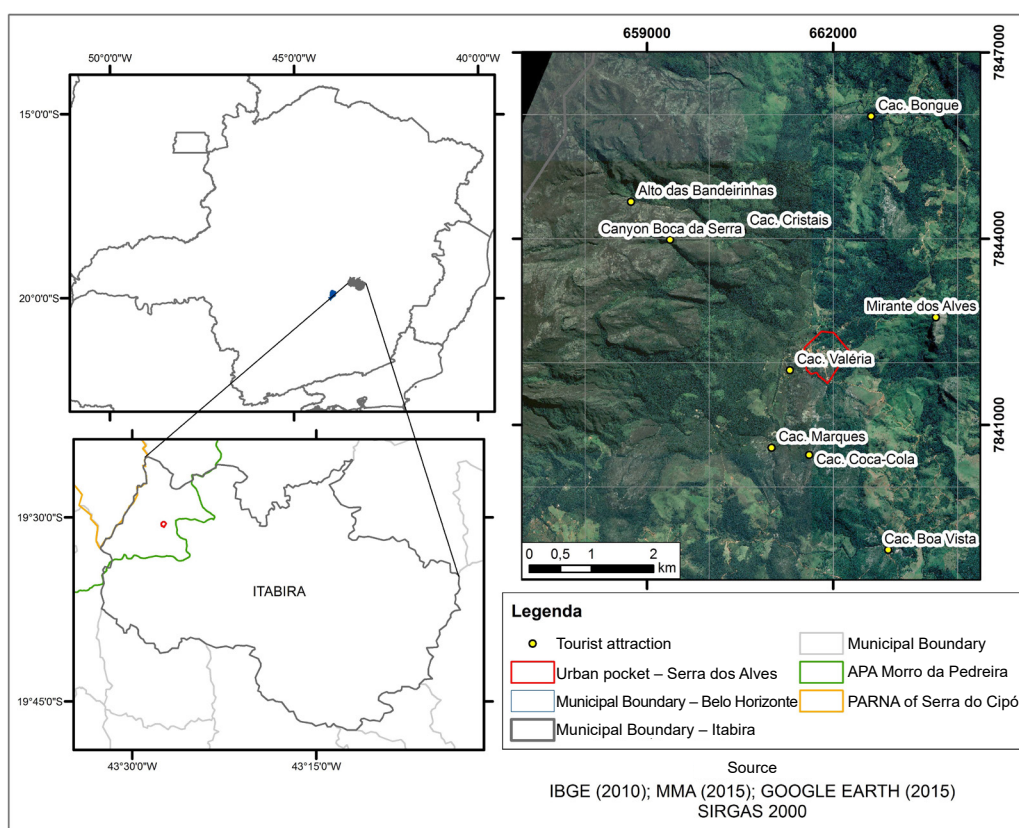 50°0'0"W 45°0'0"W 40°0'0"W
15°0'0"S
20°0'0"S
19°30'0"S
19°45'0"S
ITABIRA
43°30'0"W 43°15'0"W
659000 662000
7847000
7844000
7841000
Cac. Bongue
Alto das Bandeirinhas
Cac. Cristais
Canyon Boca da Serra
Mirante dos Alves
Cac. Valéria
Cac. Marques
Cac. Coca-Cola
Cac. Boa Vista
0 0,5 1 2
km
Legenda
Tourist attraction
Urban pocket – Serra dos Alves
Municipal Boundary – Belo Horizonte
Municipal Boundary – Itabira
Municipal Boundary
APA Morro da Pedreira
PARNA of Serra do Cipó
Source
IBGE (2010); MMA (2015); GOOGLE EARTH (2015)
SIRGAS 2000